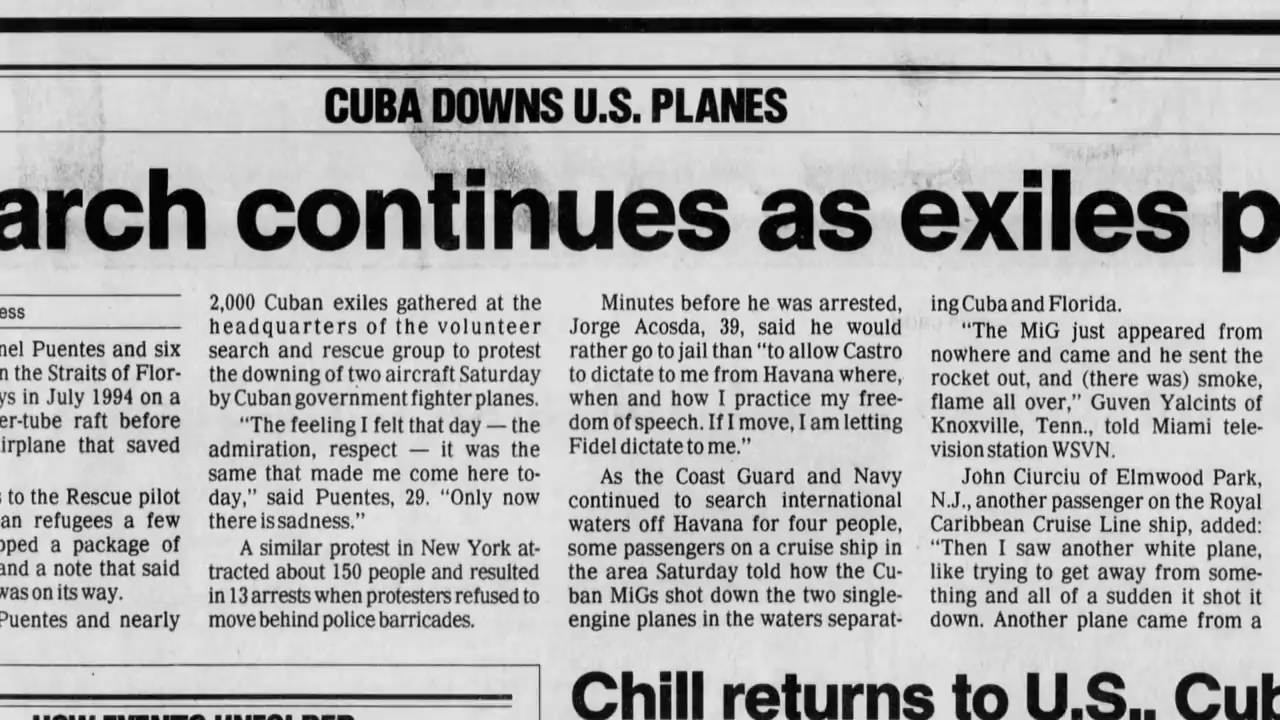 CUBA DOWNS U.S. PLANES
arch continues as exiles p
ess
nel Puentes and six
n the Straits of Flor-
ys in July 1994 on a
er-tube raft before
irplane that saved
s to the Rescue pilot
an refugees a few
pped a package of
and a note that said
was on its way.
Puentes and nearly
2,000 Cuban exiles gathered at the
headquarters of the volunteer
search and rescue group to protest
the downing of two aircraft Saturday
by Cuban government fighter planes.
"The feeling I felt that day — the
admiration, respect — it was the
same that made me come here to-
day," said Puentes, 29. "Only now
there is sadness."
A similar protest in New York at-
tracted about 150 people and resulted
in 13 arrests when protesters refused to
move behind police barricades.
Minutes before he was arrested,
Jorge Acosda, 39, said he would
rather go to jail than "to allow Castro
to dictate to me from Havana where,
when and how I practice my free-
dom of speech. If I move, I am letting
Fidel dictate to me."
As the Coast Guard and Navy
continued to search international
waters off Havana for four people,
some passengers on a cruise ship in
the area Saturday told how the Cu-
ban MiGs shot down the two single-
engine planes in the waters separat-
ing Cuba and Florida.
"The MiG just appeared from
nowhere and came and he sent the
rocket out, and (there was) smoke,
flame all over," Guven Yalcints of
Knoxville, Tenn., told Miami tele-
vision station WSVN.
John Ciurciu of Elmwood Park,
N.J., another passenger on the Royal
Caribbean Cruise Line ship, added:
"Then I saw another white plane,
like trying to get away from some-
thing and all of a sudden it shot it
down. Another plane came from a
HOW EVENTS UNFOLDED
Chill returns to U.S., Cub